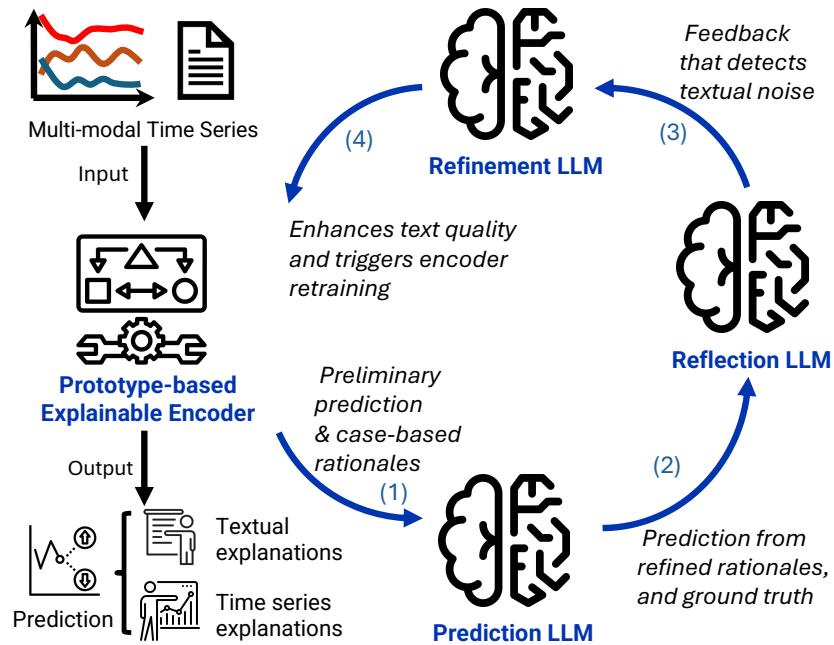 Multi-modal Time Series
Input
Prototype-based
Explainable Encoder
Output
Prediction
Textual
explanations
Time series
explanations
Preliminary
prediction
& case-based
rationales
(1)
Prediction LLM
(2)
Prediction from
refined rationales,
and ground truth
Reflection LLM
(3)
Feedback
that detects
textual noise
Refinement LLM
(4)
Enhances text quality
and triggers encoder
retraining